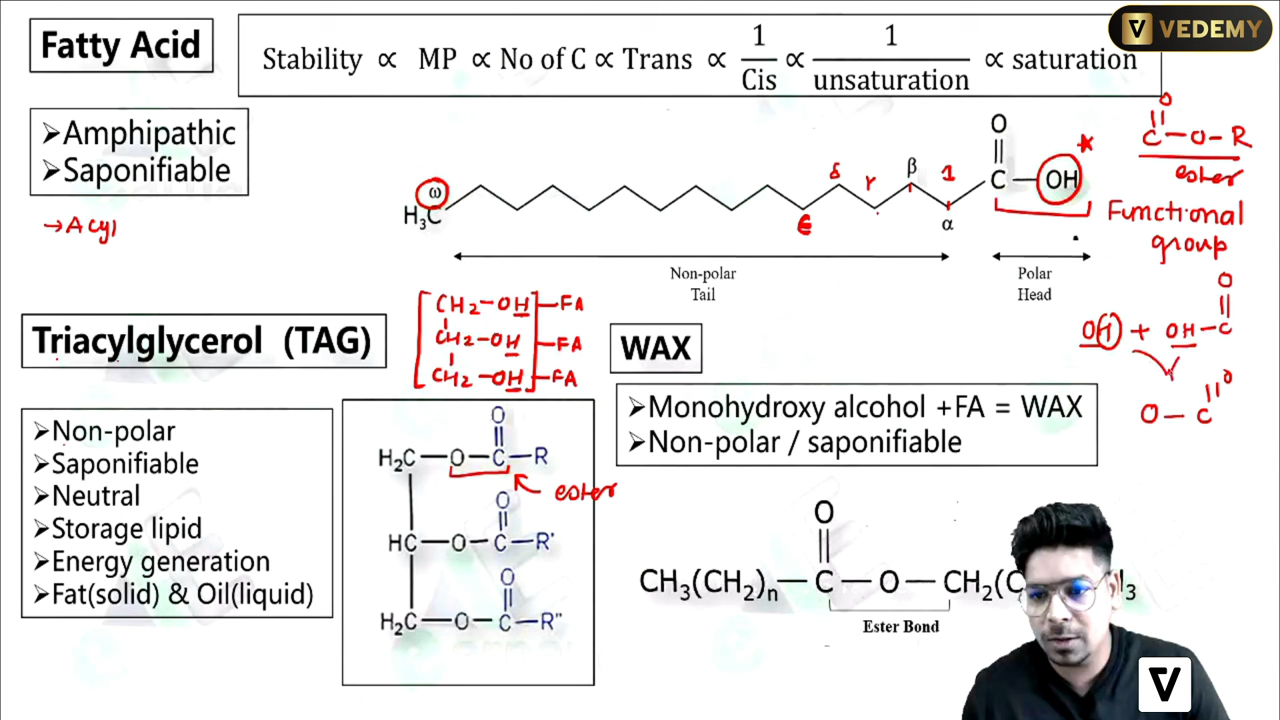 VEDEMY
Fatty Acid
Stability ∝ MP ∝ No of C ∝ Trans ∝ 1/Cis ∝ 1/unsaturation ∝ saturation
➢Amphipathic
➢Saponifiable
→ Acyl
ω
H₃C
ε
δ
γ
β
α
1
O
C—OH
Non-polar
Tail
Polar
Head
O
C—O—R
ester
Functional
group
OH + OH—C
O
O—C
O
Triacylglycerol (TAG)
CH2—OH—FA
CH2—OH—FA
CH2—OH—FA
➢Non-polar
➢Saponifiable
➢Neutral
➢Storage lipid
➢Energy generation
➢Fat(solid) & Oil(liquid)
O
H₂C—O—C—R
ester
O
HC—O—C—R'
O
H₂C—O—C—R"
WAX
➢Monohydroxy alcohol +FA = WAX
➢Non-polar / saponifiable
O
CH₃(CH₂)ₙ—C—O—CH₂(C
3
Ester Bond
V